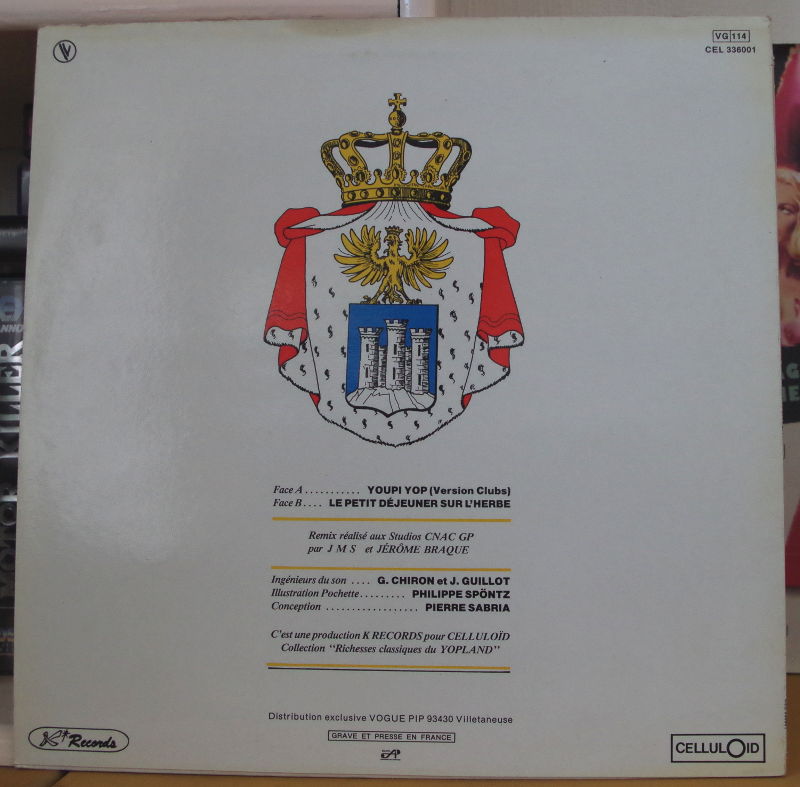 VG 114
CEL 336001
Face A ........... YOUPI YOP (Version Clubs)
Face B .... LE PETIT DÉJEUNER SUR L'HERBE
Remix réalisé aux Studios CNAC GP
par J M S et JÉRÔME BRAQUE
Ingénieurs du son .... G. CHIRON et J. GUILLOT
Illustration Pochette ......... PHILIPPE SPÖNTZ
Conception .................. PIERRE SABRIA
C'est une production K RECORDS pour CELLULOÏD
Collection "Richesses classiques du YOPLAND"
Distribution exclusive VOGUE PIP 93430 Villetaneuse
GRAVE ET PRESSE EN FRANCE
K* Records
CELLULOID
KILLER